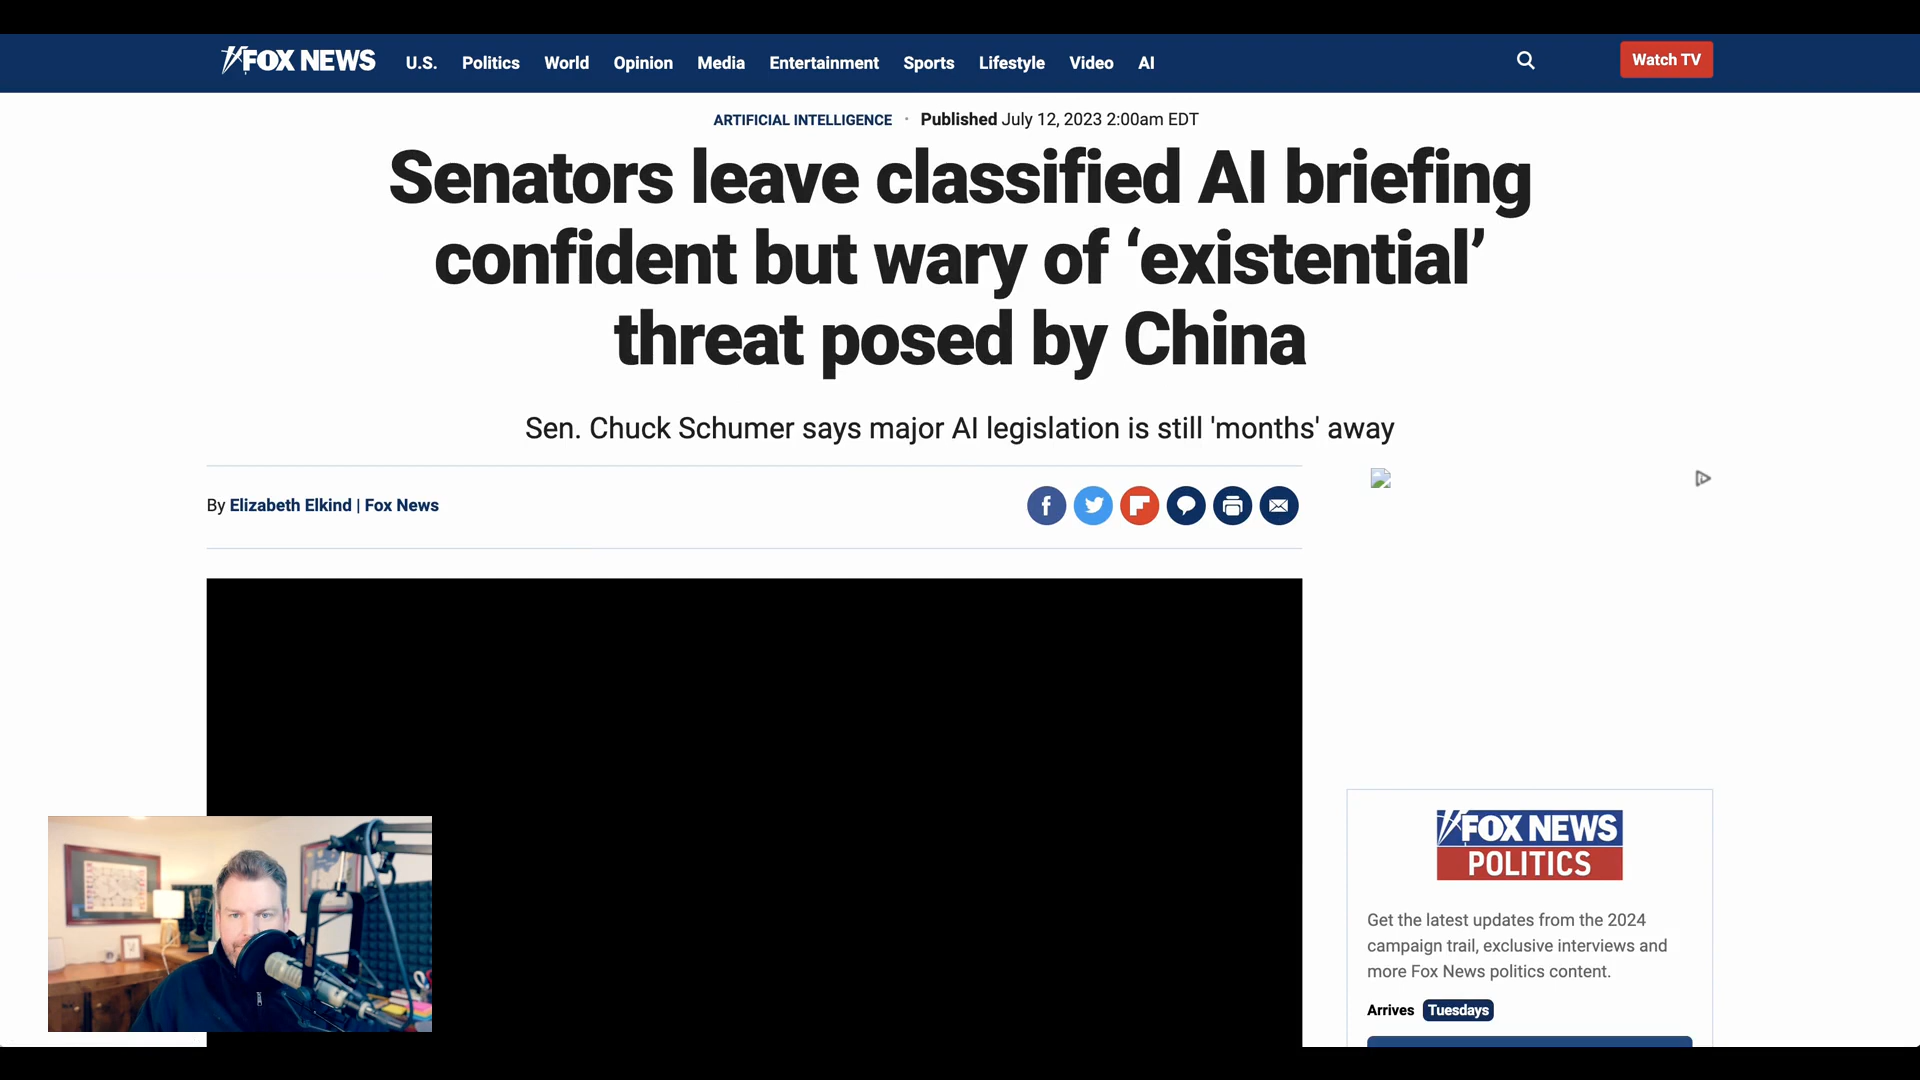 FOX NEWS
U.S. Politics World Opinion Media Entertainment Sports Lifestyle Video AI
Watch TV
ARTIFICIAL INTELLIGENCE · Published July 12, 2023 2:00am EDT
Senators leave classified AI briefing
confident but wary of ‘existential’
threat posed by China
Sen. Chuck Schumer says major AI legislation is still 'months' away
By Elizabeth Elkind | Fox News
FOX NEWS
POLITICS
Get the latest updates from the 2024
campaign trail, exclusive interviews and
more Fox News politics content.
Arrives Tuesdays